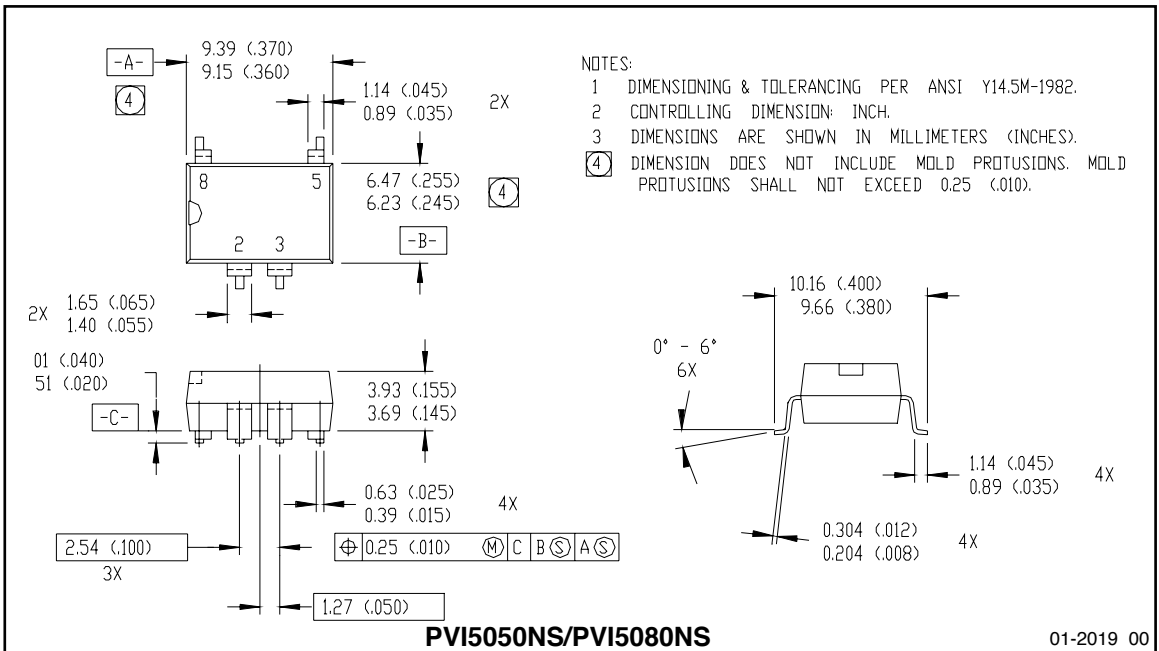 -A-
4
9.39 (.370)
9.15 (.360)
1.14 (.045)
0.89 (.035)
2X
8
5
2
3
6.47 (.255)
6.23 (.245)
4
-B-
2X
1.65 (.065)
1.40 (.055)
01 (.040)
51 (.020)
-C-
3.93 (.155)
3.69 (.145)
0.63 (.025)
0.39 (.015)
4X
2.54 (.100)
3X
⌖ 0.25 (.010) Ⓜ C B Ⓢ A Ⓢ
1.27 (.050)
NOTES:
1 DIMENSIONING & TOLERANCING PER ANSI Y14.5M-1982.
2 CONTROLLING DIMENSION: INCH.
3 DIMENSIONS ARE SHOWN IN MILLIMETERS (INCHES).
4 DIMENSION DOES NOT INCLUDE MOLD PROTUSIONS. MOLD
PROTUSIONS SHALL NOT EXCEED 0.25 (.010).
10.16 (.400)
9.66 (.380)
0° - 6°
6X
1.14 (.045)
0.89 (.035)
4X
0.304 (.012)
0.204 (.008)
4X
PVI5050NS/PVI5080NS
01-2019 00